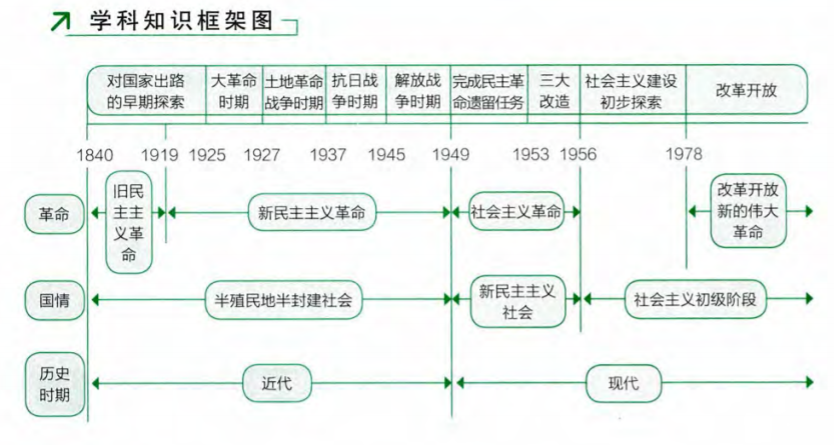 学科知识框架图
对国家出路
的早期探索
大革命
时期
土地革命
战争时期
抗日战
争时期
解放战
争时期
完成民主革
命遗留任务
三大
改造
社会主义建设
初步探索
改革开放
1840 1919 1925 1927 1937 1945 1949 1953 1956 1978
革命
旧民
主主
义革
命
新民主主义革命
社会主义革命
改革开放
新的伟大
革命
国情
半殖民地半封建社会
新民主主义
社会
社会主义初级阶段
历史
时期
近代
现代